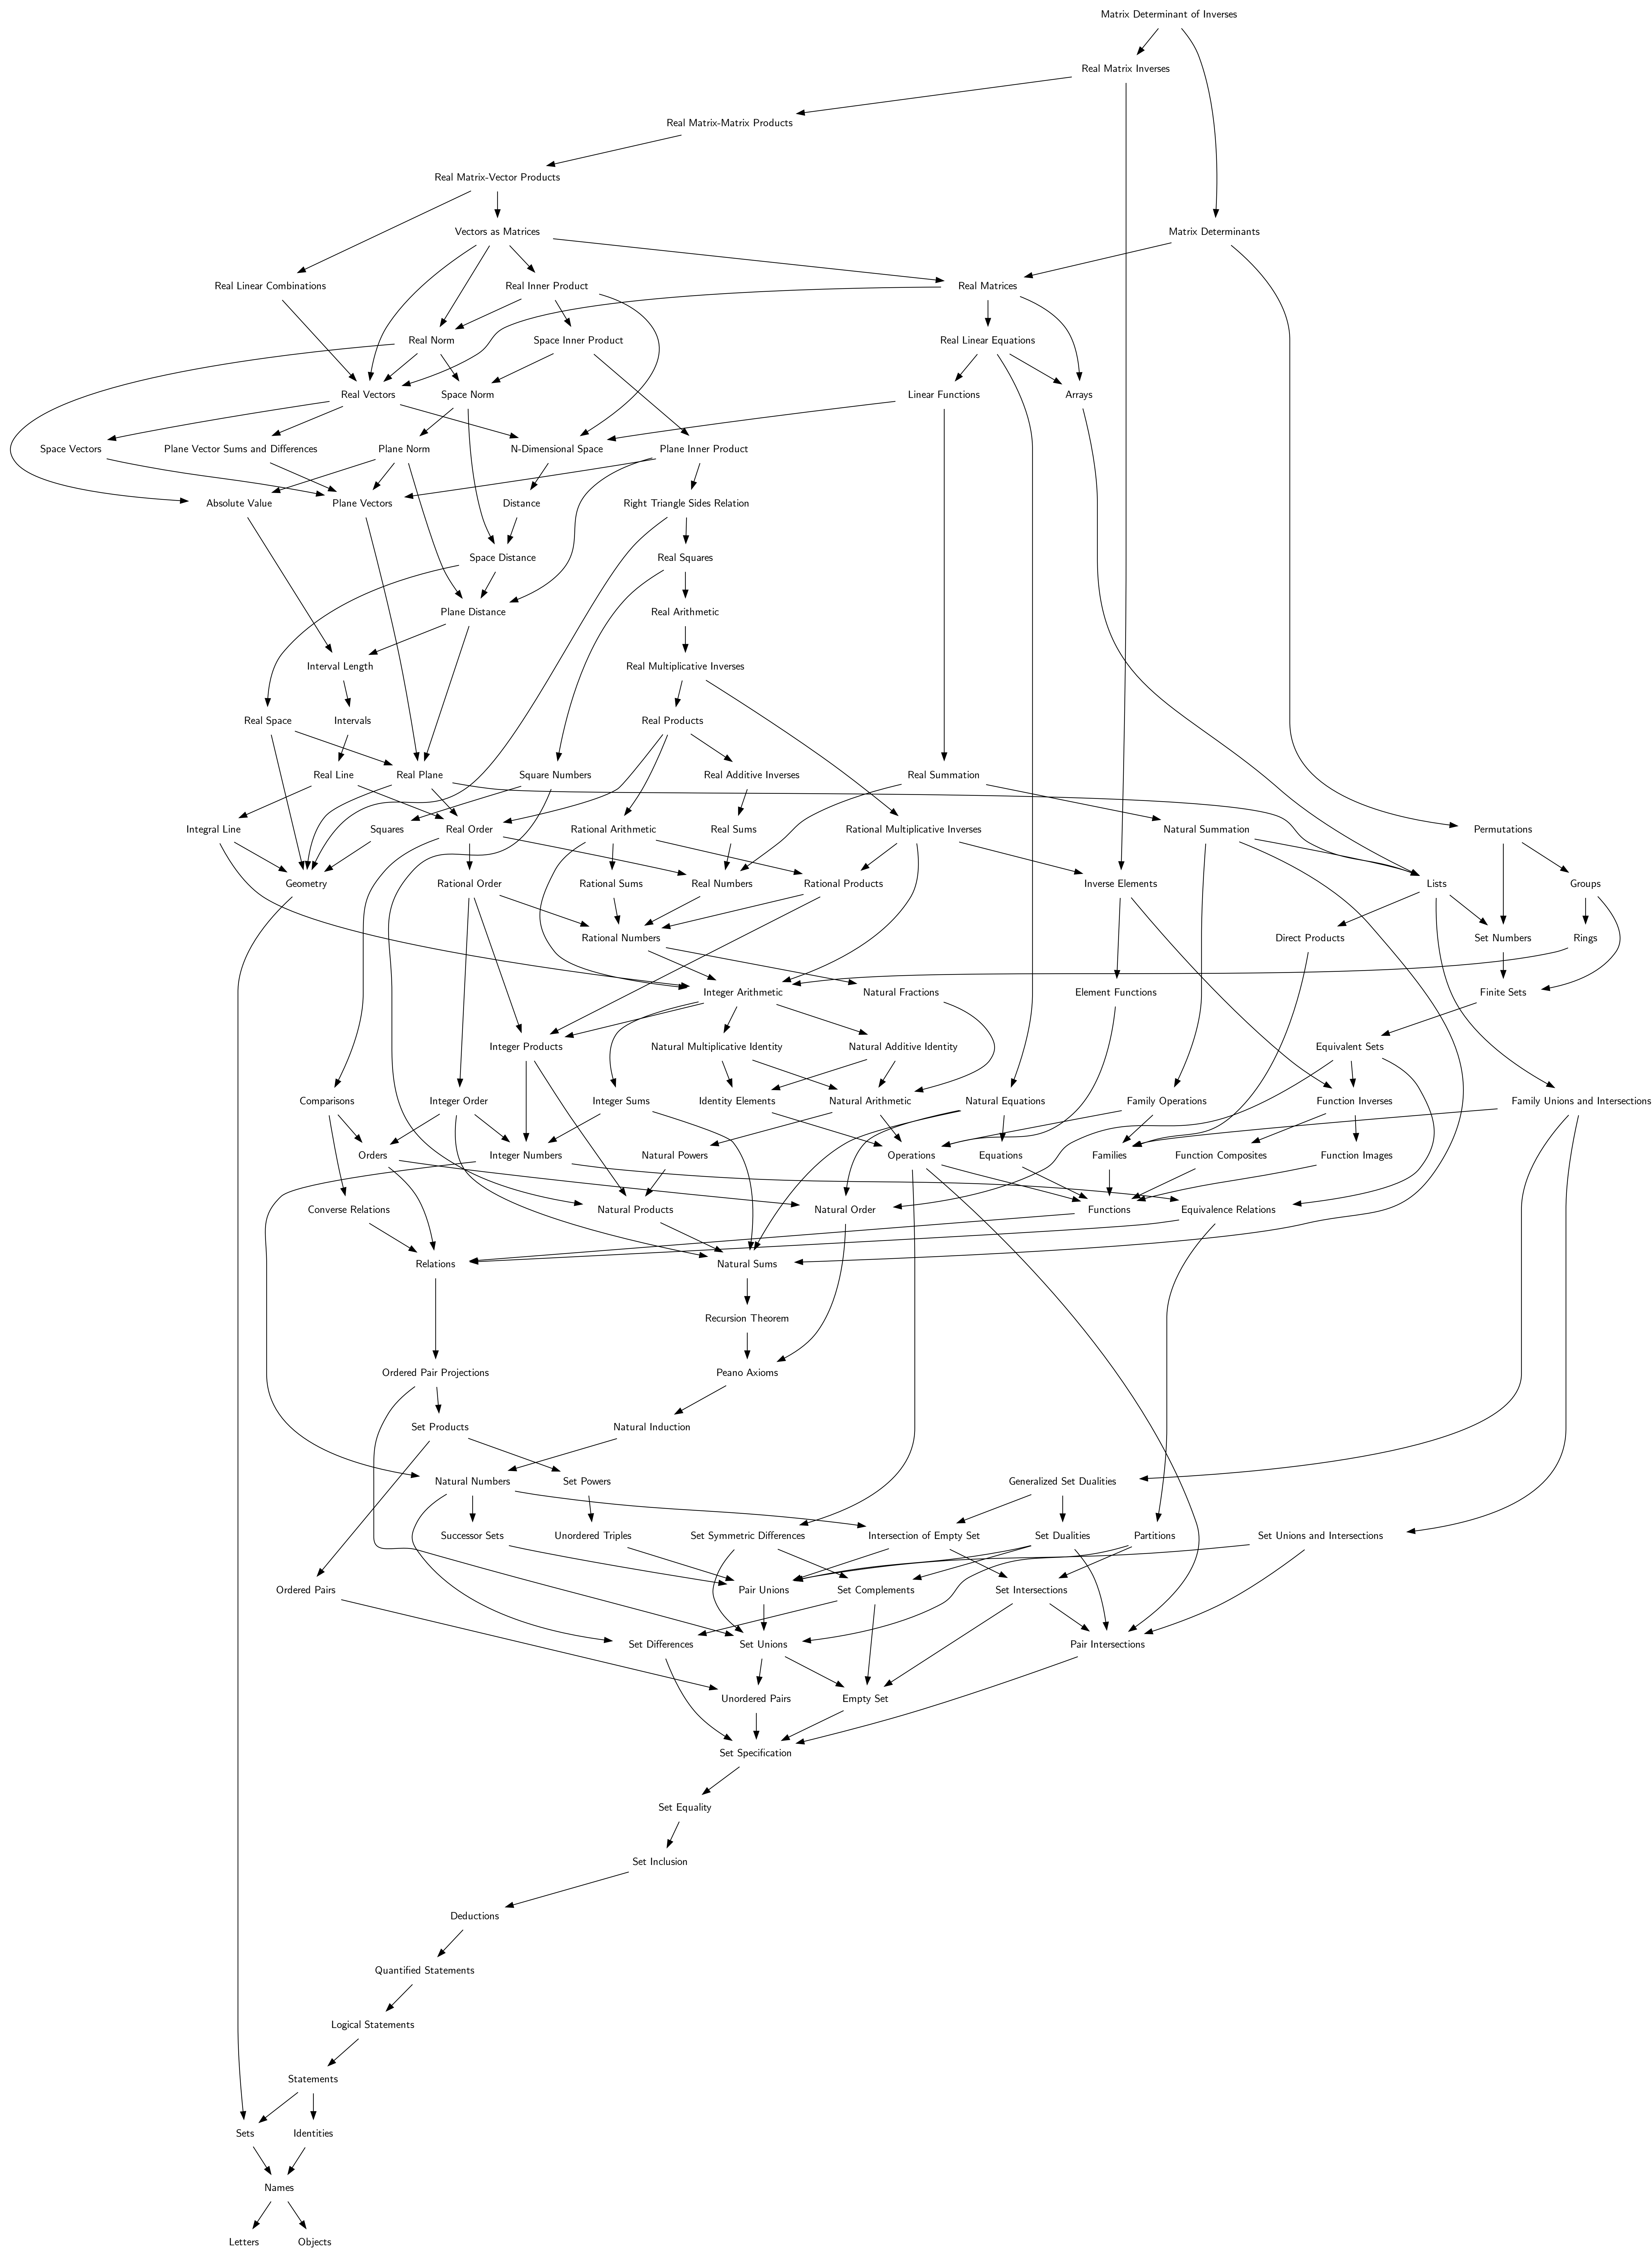 Matrix Determinant of Inverses
Real Matrix Inverses
Real Matrix-Matrix Products
Real Matrix-Vector Products
Vectors as Matrices
Matrix Determinants
Real Linear Combinations
Real Inner Product
Real Matrices
Real Norm
Space Inner Product
Real Linear Equations
Real Vectors
Space Norm
Linear Functions
Arrays
Space Vectors
Plane Vector Sums and Differences
Plane Norm
N-Dimensional Space
Plane Inner Product
Absolute Value
Plane Vectors
Distance
Right Triangle Sides Relation
Space Distance
Real Squares
Plane Distance
Real Arithmetic
Interval Length
Real Multiplicative Inverses
Real Space
Intervals
Real Products
Real Line
Real Plane
Square Numbers
Real Additive Inverses
Real Summation
Integral Line
Squares
Real Order
Rational Arithmetic
Real Sums
Rational Multiplicative Inverses
Natural Summation
Permutations
Geometry
Rational Order
Rational Sums
Real Numbers
Rational Products
Inverse Elements
Lists
Groups
Rational Numbers
Direct Products
Set Numbers
Rings
Integer Arithmetic
Natural Fractions
Element Functions
Finite Sets
Integer Products
Natural Multiplicative Identity
Natural Additive Identity
Equivalent Sets
Comparisons
Integer Order
Integer Sums
Identity Elements
Natural Arithmetic
Natural Equations
Family Operations
Function Inverses
Family Unions and Intersections
Orders
Integer Numbers
Natural Powers
Operations
Equations
Families
Function Composites
Function Images
Converse Relations
Natural Products
Natural Order
Functions
Equivalence Relations
Relations
Natural Sums
Recursion Theorem
Ordered Pair Projections
Peano Axioms
Set Products
Natural Induction
Natural Numbers
Set Powers
Generalized Set Dualities
Successor Sets
Unordered Triples
Set Symmetric Differences
Intersection of Empty Set
Set Dualities
Partitions
Set Unions and Intersections
Ordered Pairs
Pair Unions
Set Complements
Set Intersections
Set Differences
Set Unions
Pair Intersections
Unordered Pairs
Empty Set
Set Specification
Set Equality
Set Inclusion
Deductions
Quantified Statements
Logical Statements
Statements
Sets
Identities
Names
Letters
Objects